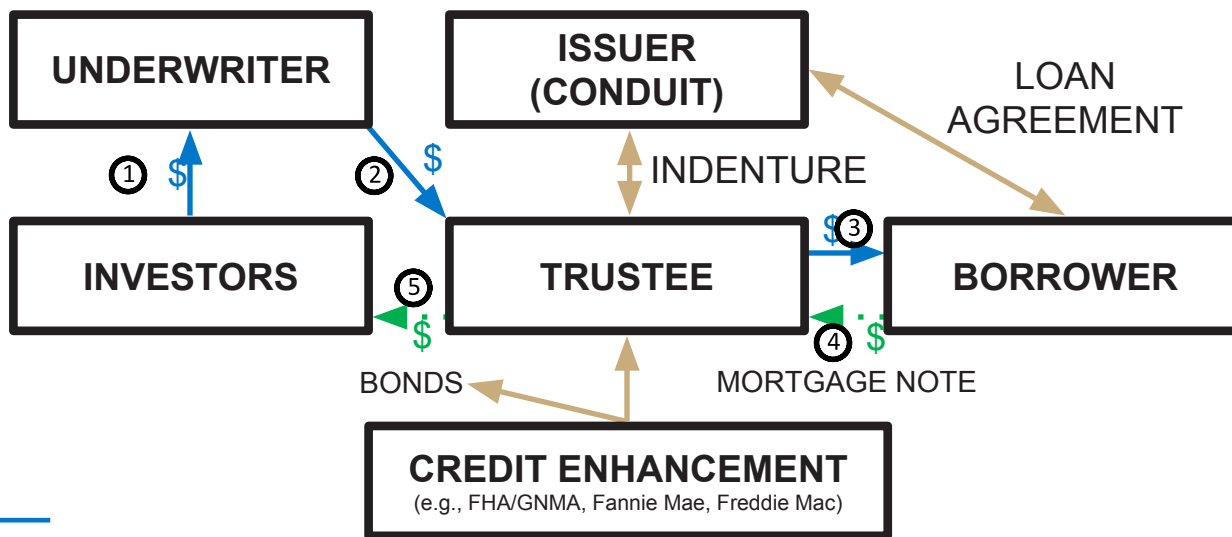 UNDERWRITER
ISSUER
(CONDUIT)
LOAN
AGREEMENT
1
$
2
$
INDENTURE
INVESTORS
5
$
TRUSTEE
$
3
4
$
BORROWER
BONDS
MORTGAGE NOTE
CREDIT ENHANCEMENT
(e.g., FHA/GNMA, Fannie Mae, Freddie Mac)